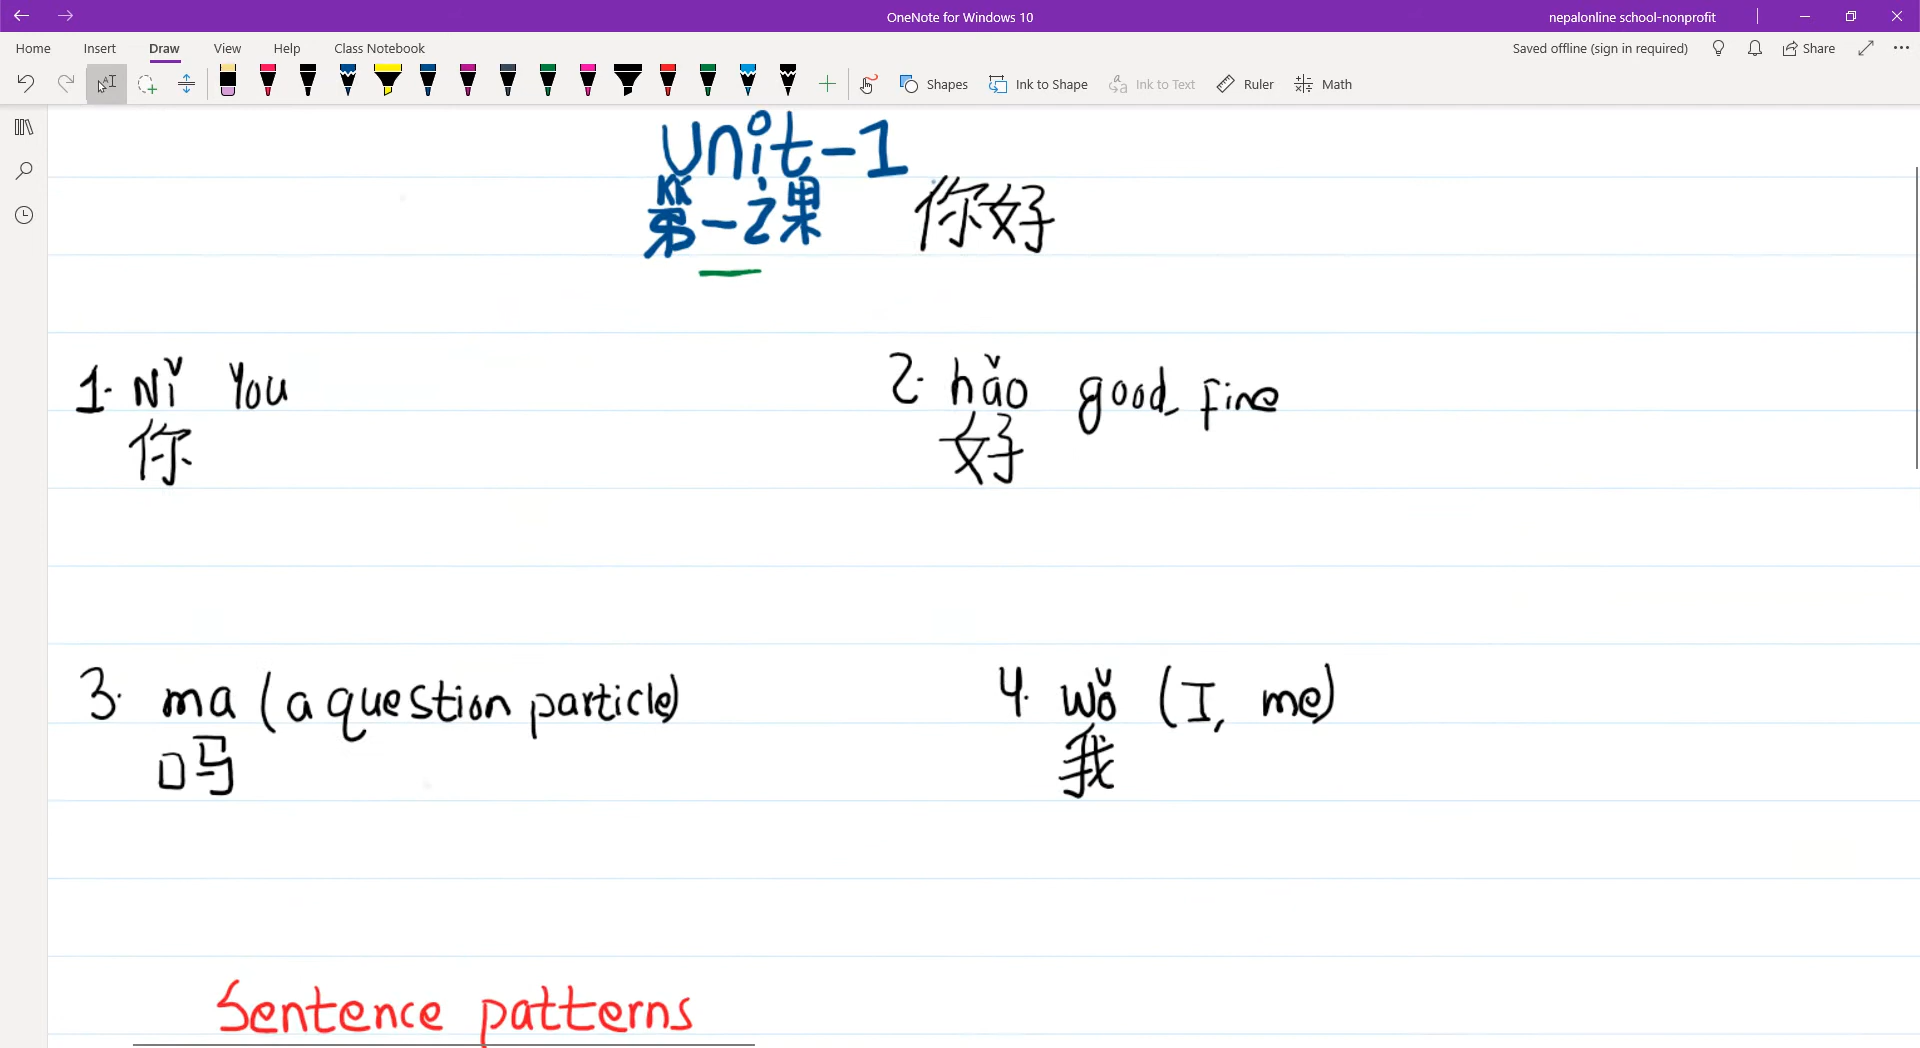 OneNote for Windows 10
nepalonline school-nonprofit
Home Insert Draw View Help Class Notebook
Saved offline (sign in required) Share
Shapes Ink to Shape Ink to Text Ruler Math
Unit-1
第一课 你好
1. Nǐ You
你
2. hǎo good, fine
好
3. ma (a question particle)
吗
4. wǒ (I, me)
我
Sentence patterns